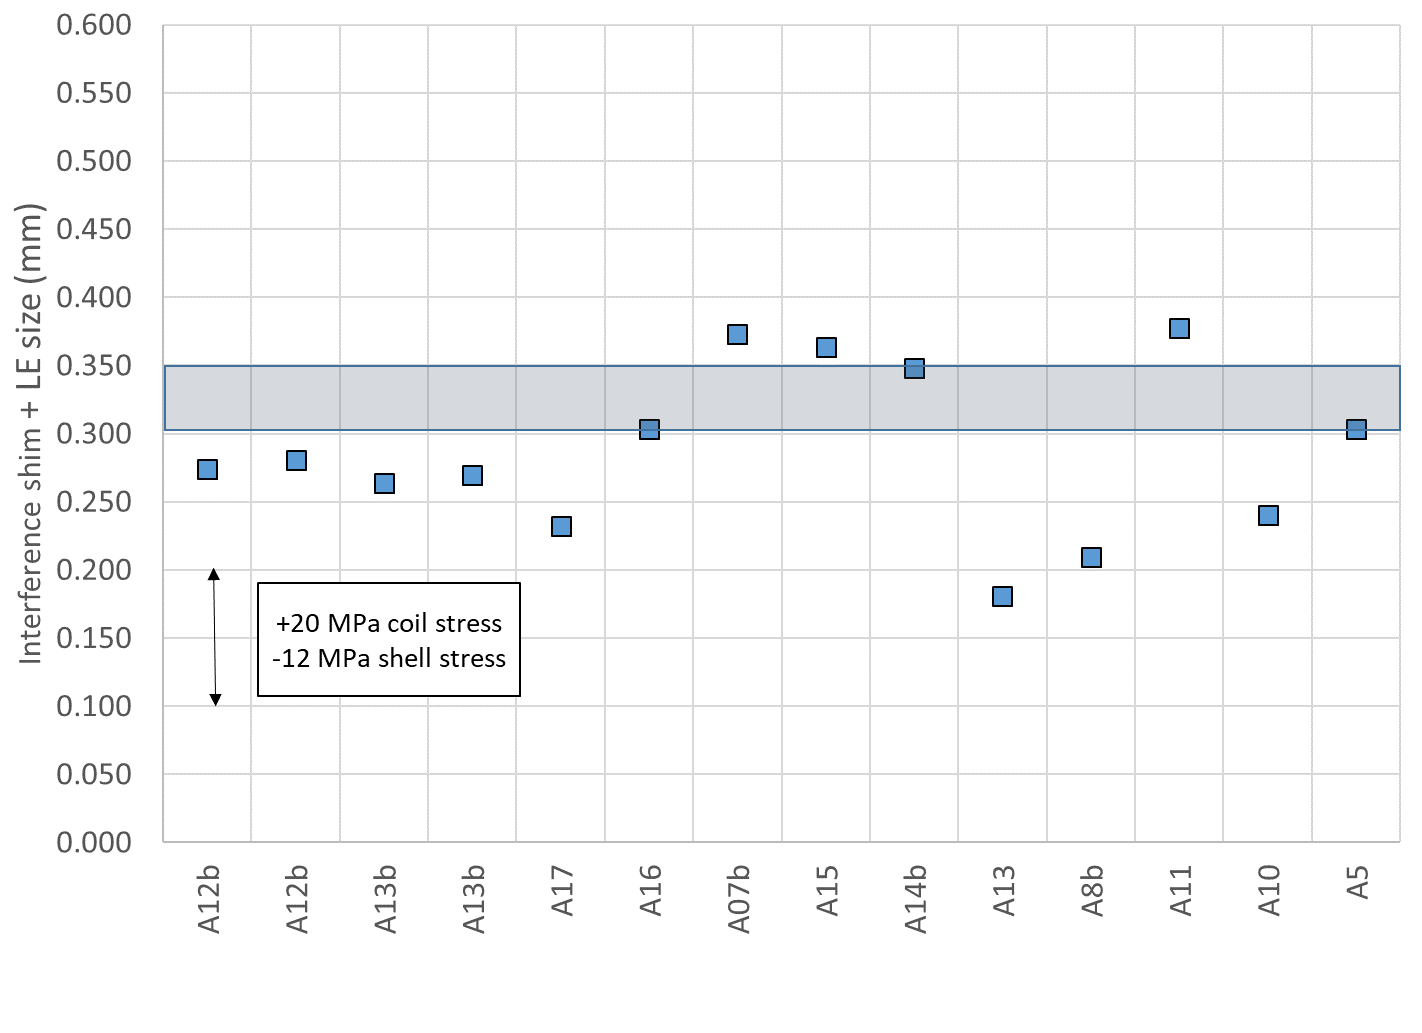 Interference shim + LE size (mm)
0.600
0.550
0.500
0.450
0.400
0.350
0.300
0.250
0.200
0.150
0.100
0.050
0.000
+20 MPa coil stress
-12 MPa shell stress
A12b
A12b
A13b
A13b
A17
A16
A07b
A15
A14b
A13
A8b
A11
A10
A5